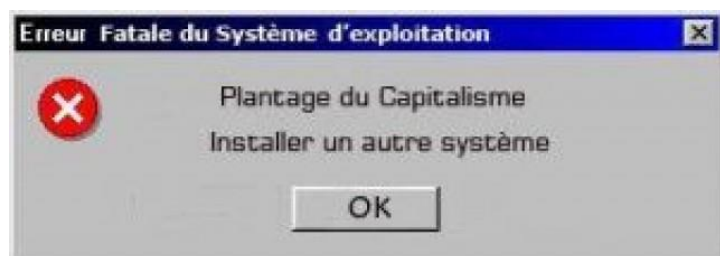 Erreur Fatale du Système d'exploitation
Plantage du Capitalisme
Installer un autre système
OK